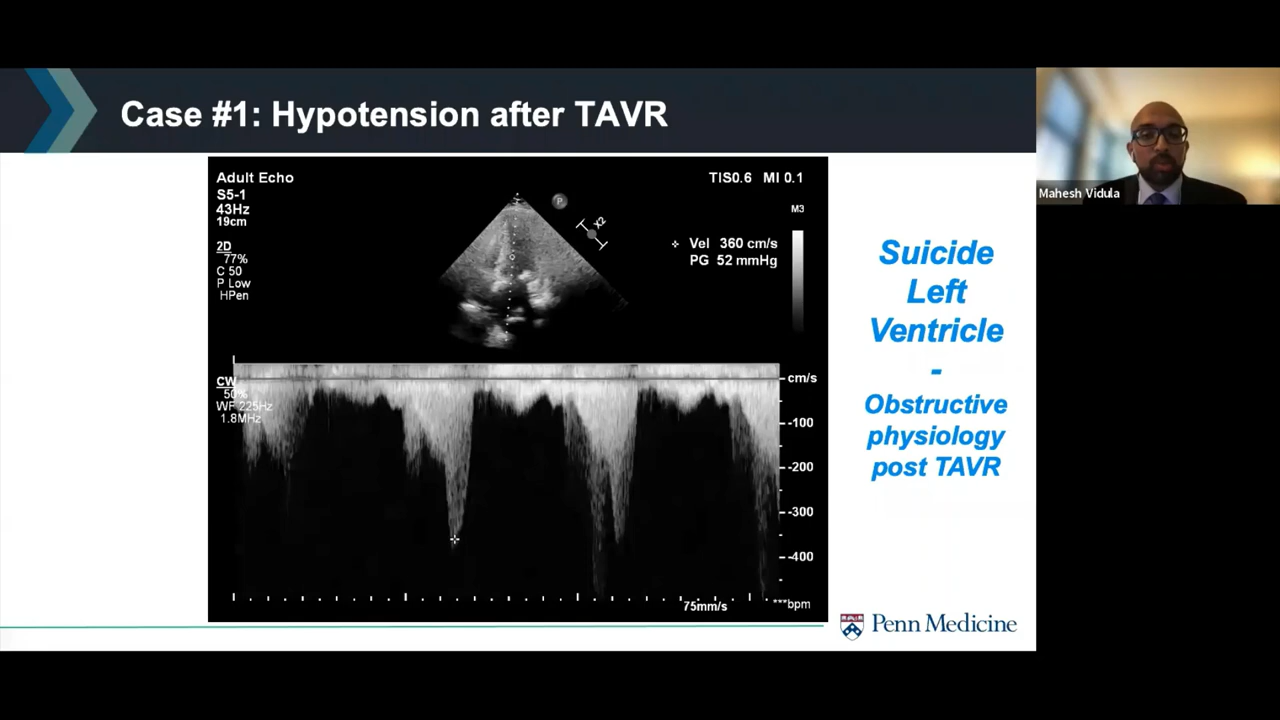 Case #1: Hypotension after TAVR
Adult Echo
TIS0.6 MI 0.1
S5-1
43Hz
19cm
M3
P
X2
2D
77%
C 50
P Low
HPen
Vel 360 cm/s
PG 52 mmHg
CW
50%
WF 225Hz
1.8MHz
cm/s
-100
-200
-300
-400
75mm/s
***bpm
Suicide
Left
Ventricle
-
Obstructive
physiology
post TAVR
Penn Medicine
Mahesh Vidula